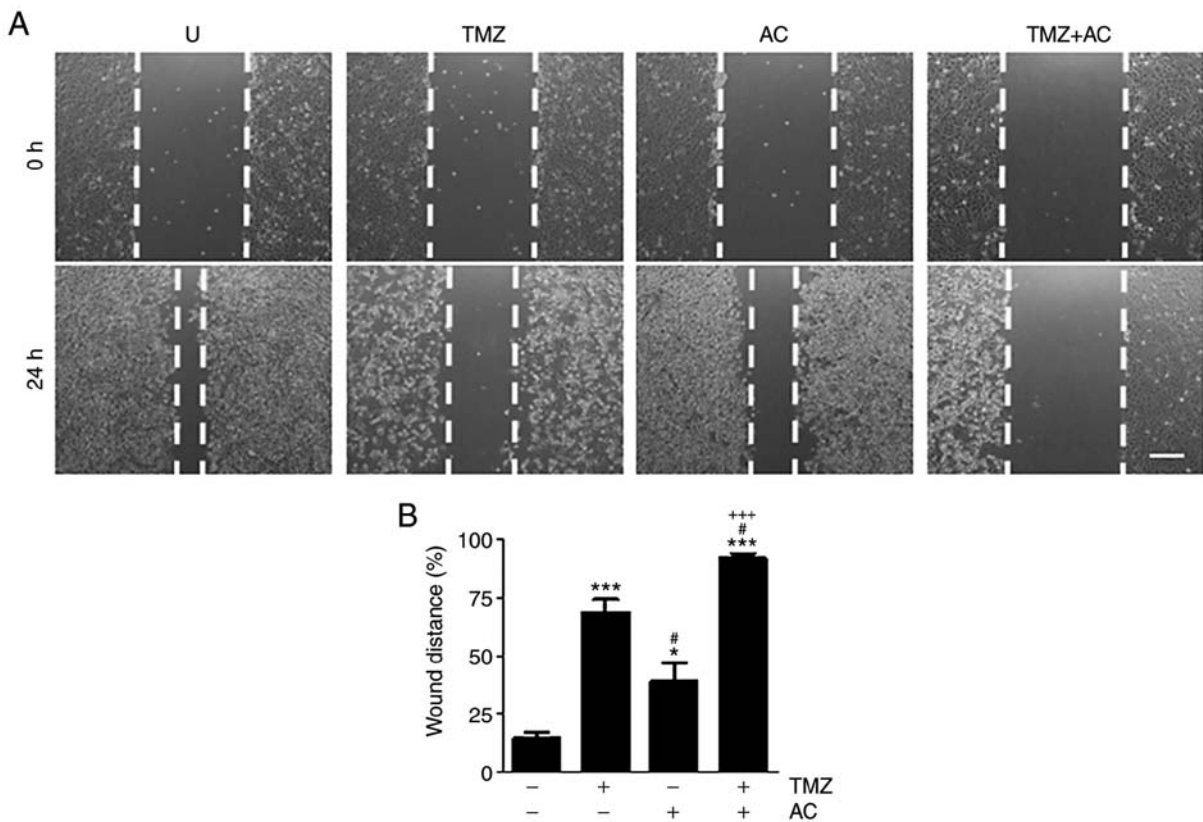 A
U TMZ AC TMZ+AC
0 h
24 h
B
Wound distance (%)
100
75
50
25
0
***
#
*
+++
#
***
– + – + TMZ
– – + + AC